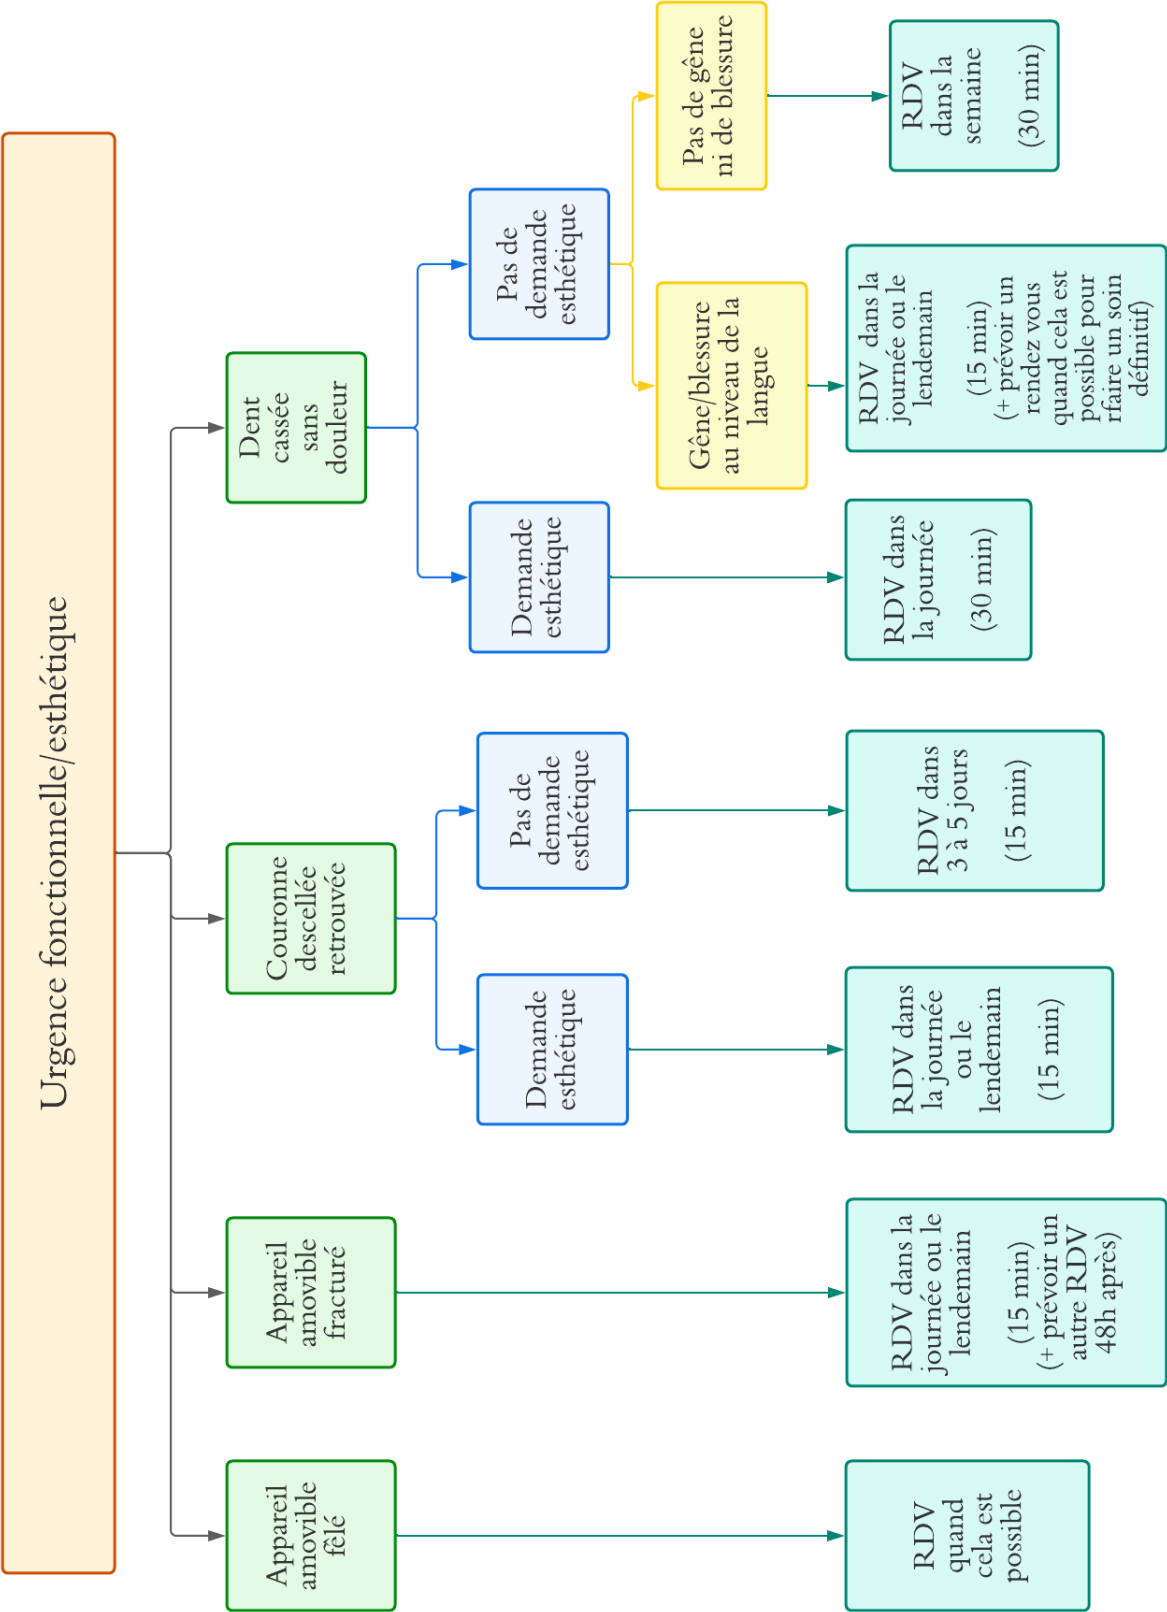 Urgence fonctionnelle/esthétique
Appareil
amovible
fêlé
Appareil
amovible
fracturé
Couronne
descellée
retrouvée
Dent
cassée
sans
douleur
Demande
esthétique
Pas de
demande
esthétique
Demande
esthétique
Pas de
demande
esthétique
Gêne/blessure
au niveau de la
langue
Pas de gêne
ni de blessure
RDV
quand
cela est
possible
RDV dans la
journée ou le
lendemain
(15 min)
(+ prévoir un
autre RDV
48h après)
RDV dans
la journée
ou le
lendemain
(15 min)
RDV dans
3 à 5 jours
(15 min)
RDV dans
la journée
(30 min)
RDV dans la
journée ou le
lendemain
(15 min)
(+ prévoir un
rendez vous
quand cela est
possible pour
rfaire un soin
définitif)
RDV
dans la
semaine
(30 min)